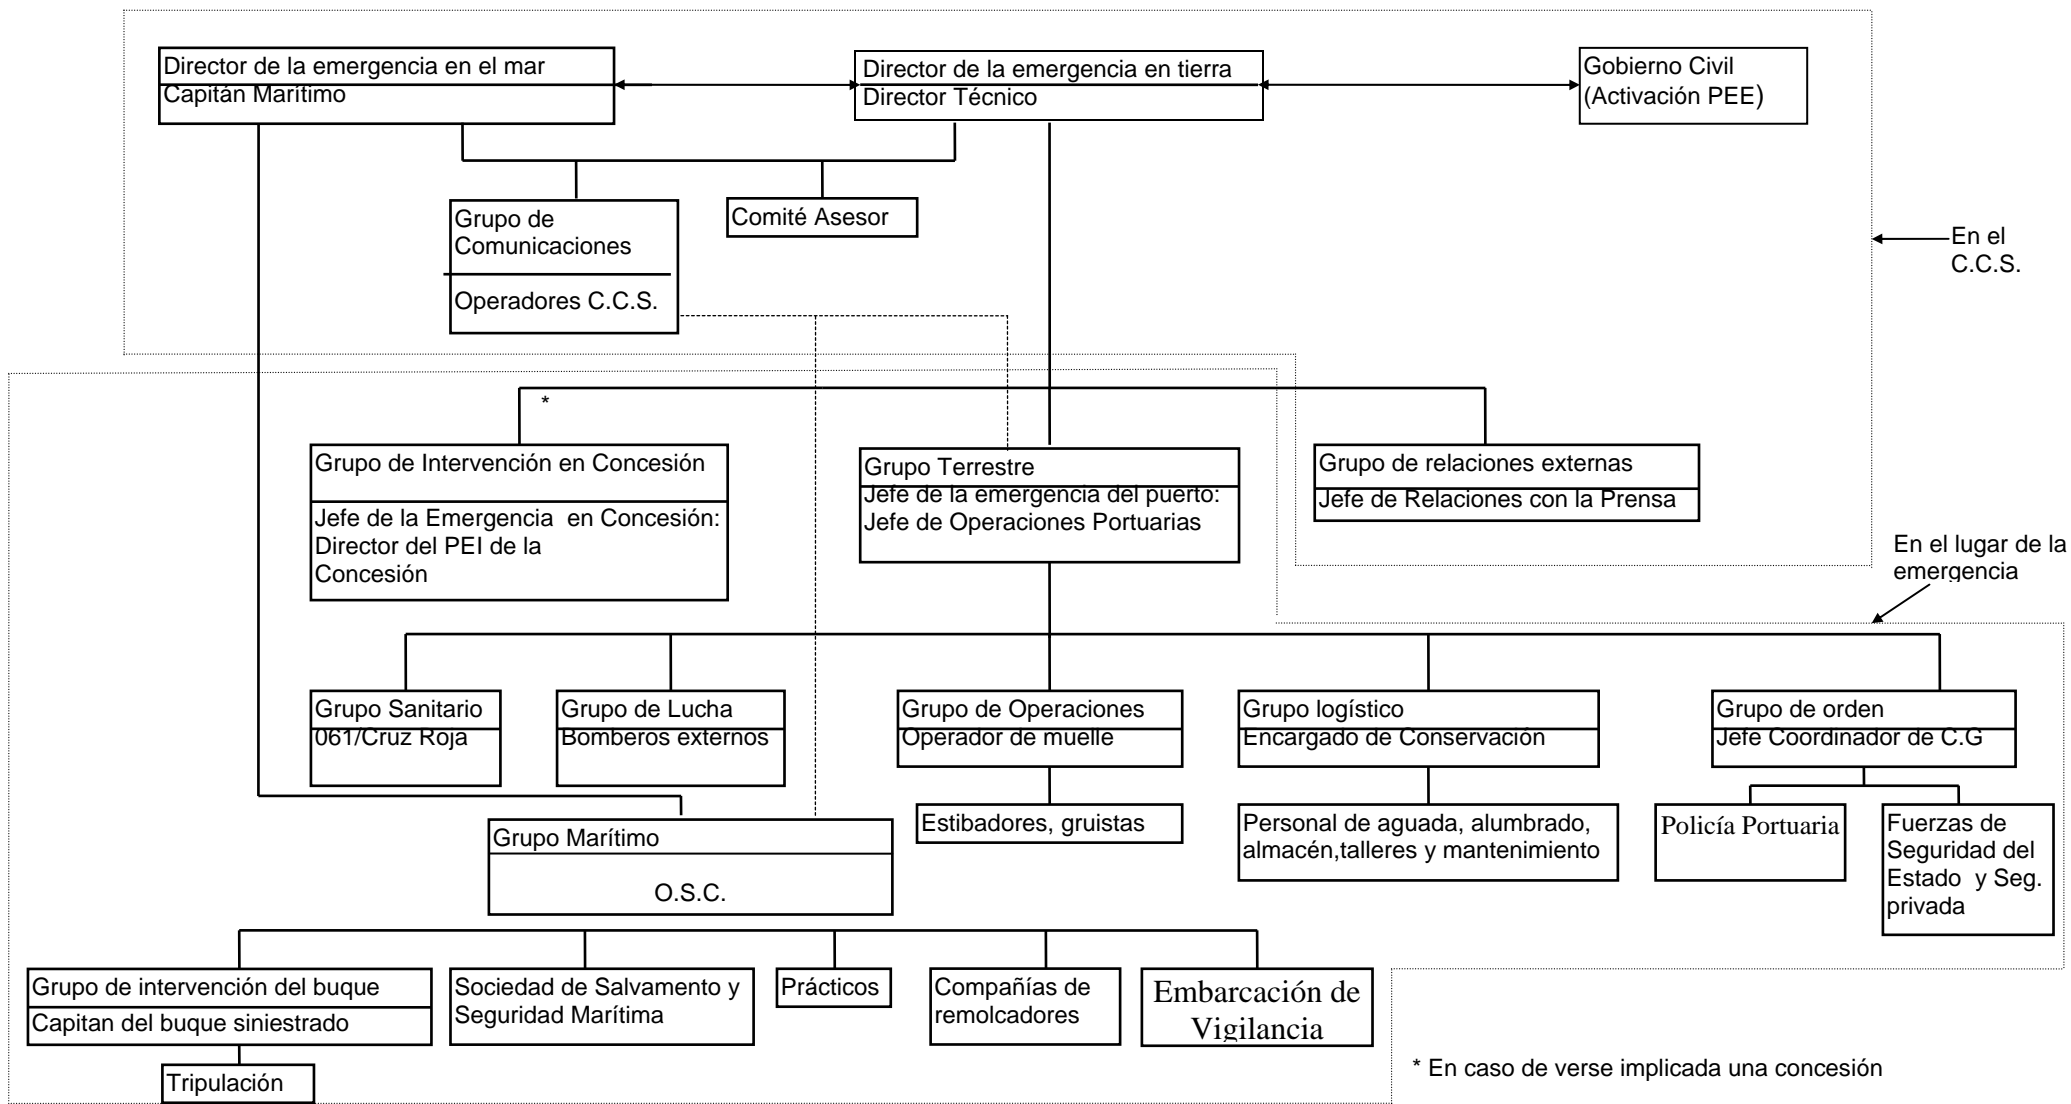 Director de la emergencia en el mar
Capitán Marítimo
Director de la emergencia en tierra
Director Técnico
Gobierno Civil
(Activación PEE)
Grupo de
Comunicaciones
Operadores C.C.S.
Comité Asesor
En el
C.C.S.
*
Grupo de Intervención en Concesión
Jefe de la Emergencia  en Concesión:
Director del PEI de la
Concesión
Grupo Terrestre
Jefe de la emergencia del puerto:
Jefe de Operaciones Portuarias
Grupo de relaciones externas
Jefe de Relaciones con la Prensa
En el lugar de la
emergencia
Grupo Sanitario
061/Cruz Roja
Grupo de Lucha
Bomberos externos
Grupo de Operaciones
Operador de muelle
Grupo logístico
Encargado de Conservación
Grupo de orden
Jefe Coordinador de C.G
Estibadores, gruistas
Personal de aguada, alumbrado,
almacén,talleres y mantenimiento
Policía Portuaria
Fuerzas de
Seguridad del
Estado  y Seg.
privada
Grupo Marítimo
O.S.C.
Grupo de intervención del buque
Capitan del buque siniestrado
Sociedad de Salvamento y
Seguridad Marítima
Prácticos
Compañías de
remolcadores
Embarcación de
Vigilancia
Tripulación
* En caso de verse implicada una concesión